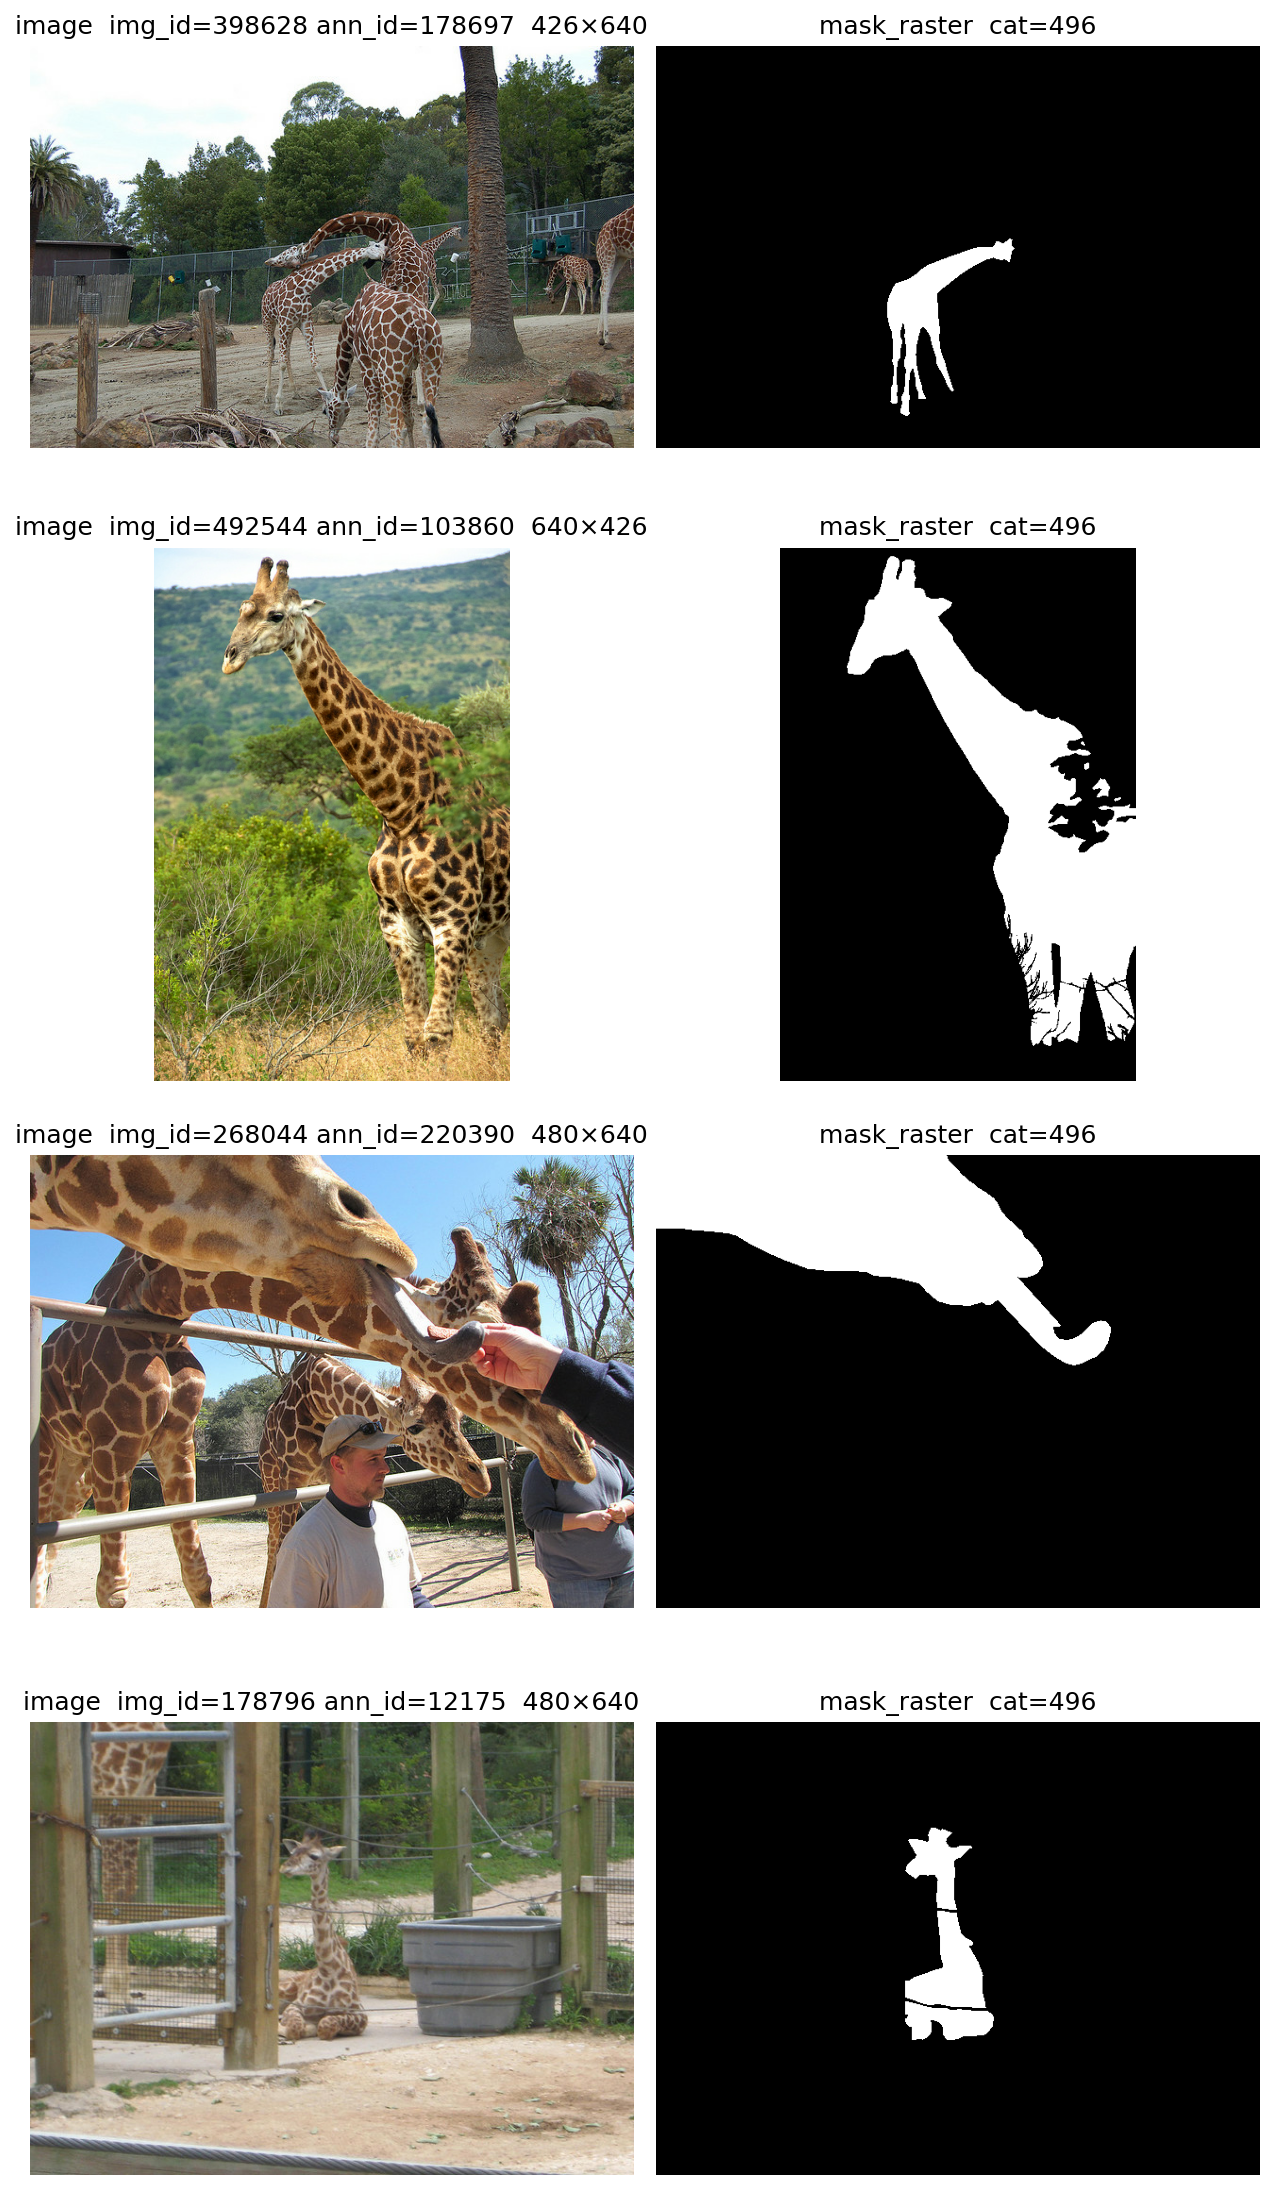 image  img_id=398628 ann_id=178697  426×640
mask_raster  cat=496
image  img_id=492544 ann_id=103860  640×426
mask_raster  cat=496
image  img_id=268044 ann_id=220390  480×640
mask_raster  cat=496
image  img_id=178796 ann_id=12175  480×640
mask_raster  cat=496